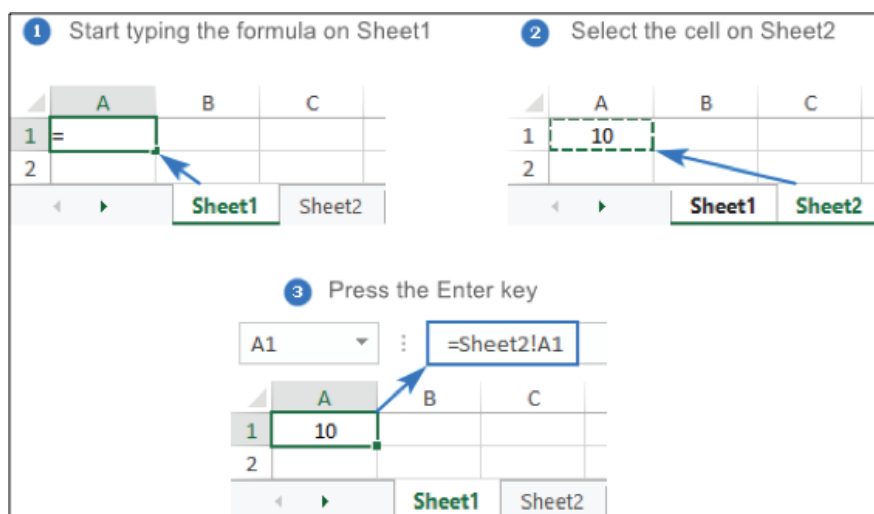 1 Start typing the formula on Sheet1
A B C
1 =
2
Sheet1 Sheet2
2 Select the cell on Sheet2
A B C
1 10
2
Sheet1 Sheet2
3 Press the Enter key
A1 =Sheet2!A1
A B C
1 10
2
Sheet1 Sheet2